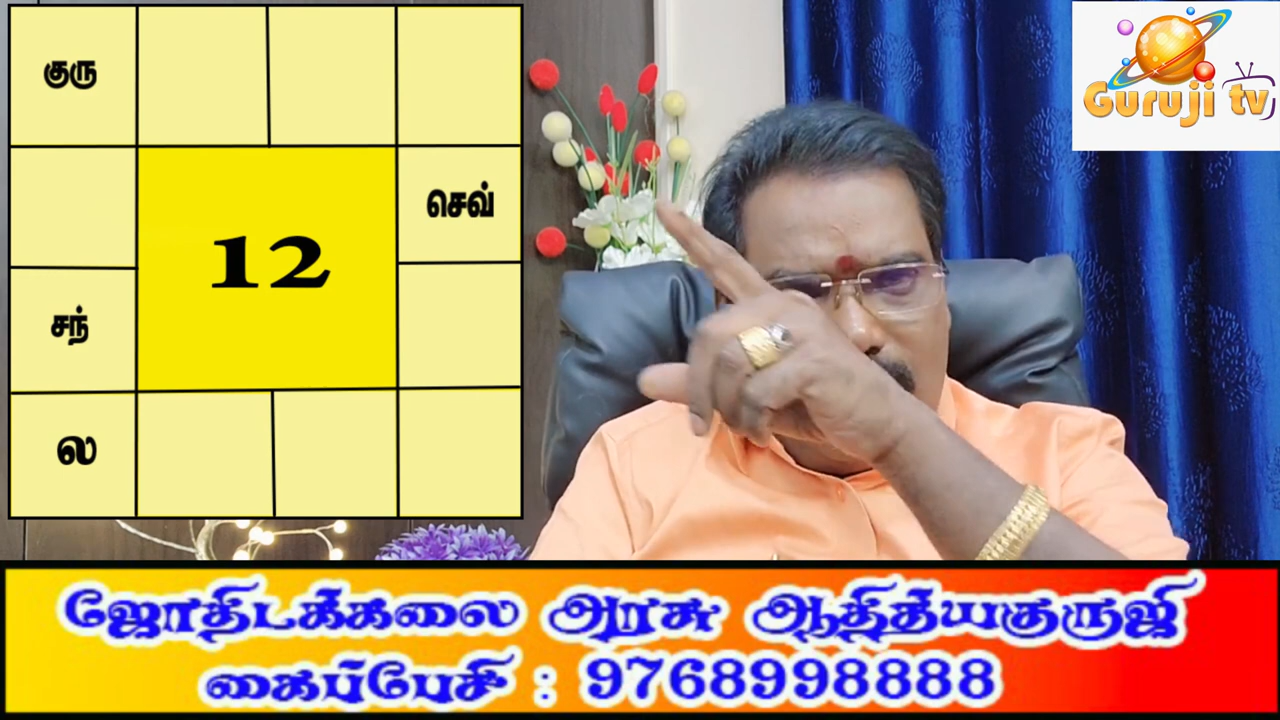 குரு
Guruji tv
செவ்
12
சந்
ல
ஜோதிடக்கலை அரசு ஆதித்யகுருஜி
கைப்பேசி : 9768998888